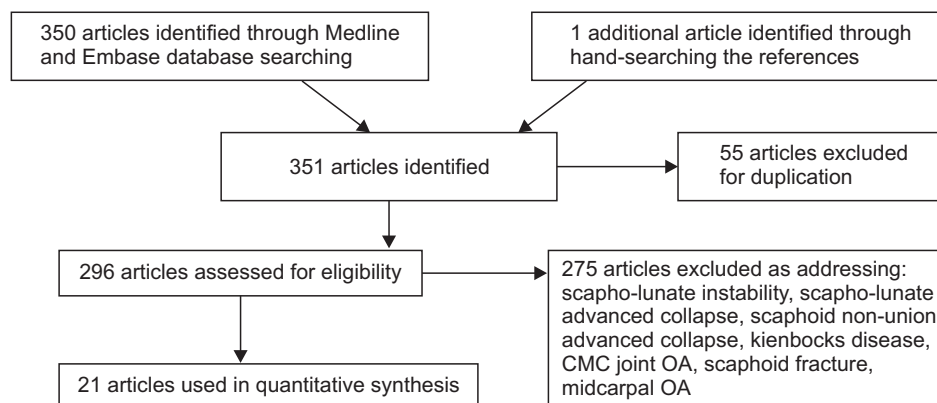 350 articles identified through Medline
and Embase database searching
1 additional article identified through
hand-searching the references
351 articles identified
55 articles excluded
for duplication
296 articles assessed for eligibility
275 articles excluded as addressing:
scapho-lunate instability, scapho-lunate
advanced collapse, scaphoid non-union
advanced collapse, kienbocks disease,
CMC joint OA, scaphoid fracture,
midcarpal OA
21 articles used in quantitative synthesis